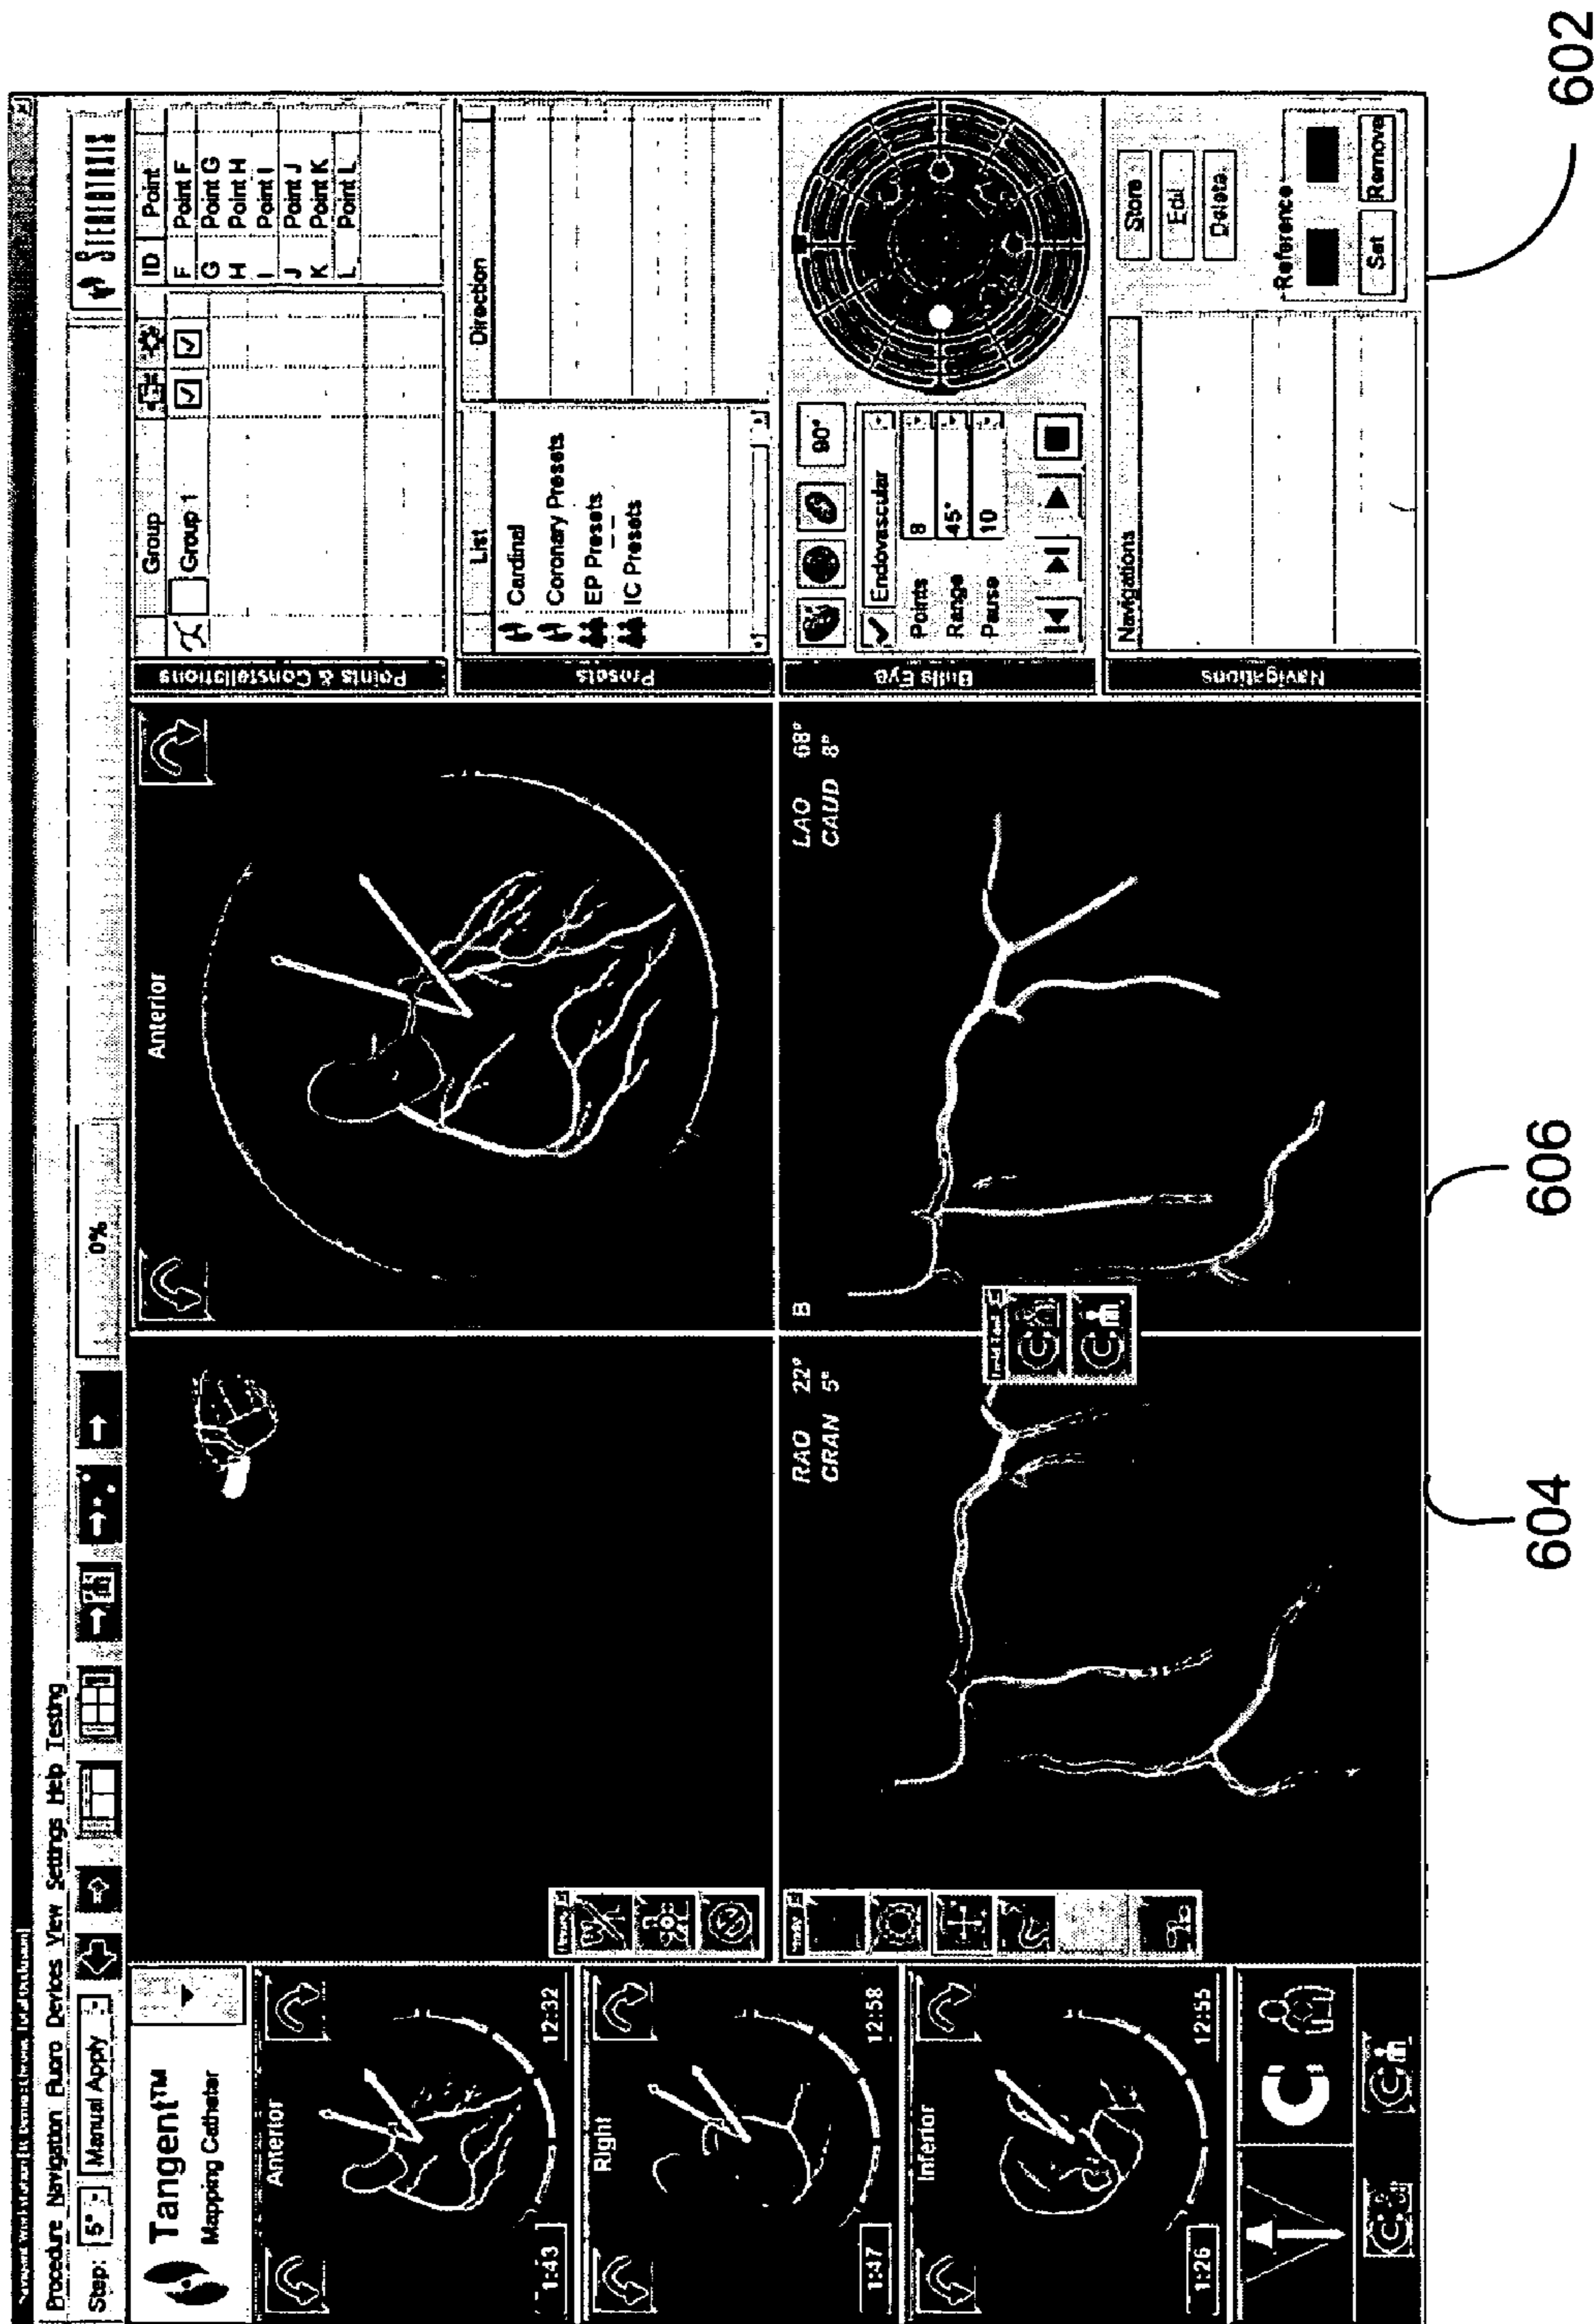 Procedure Navigation Fluoro Devices View Settings Help Testing
Step: 5° Manual Apply
0%
STEREOTAXIS
Tangent™
Mapping Catheter
Anterior
1:43 12:32
Right
1:47 12:58
Inferior
1:26 12:55
Anterior
RAO 22°
CRAN 5°
B
LAO 68°
CAUD 8°
Points & Constellations
Group
Group 1
ID Point
F Point F
G Point G
H Point H
I Point I
J Point J
K Point K
L Point L
Presets
List
Direction
Cardinal
Coronary Presets
EP Presets
IC Presets
Bulls Eye
90°
Endovascular
Points 8
Range 45°
Pause 10
Navigations
Navigations
Store
Edit
Delete
Reference
Set Remove
602
604
606